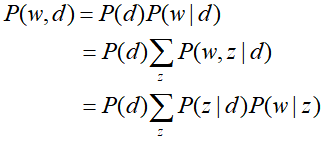 P(w,d) = P(d)P(w|d)
= P(d)∑_z P(w,z|d)
= P(d)∑_z P(z|d)P(w|z)